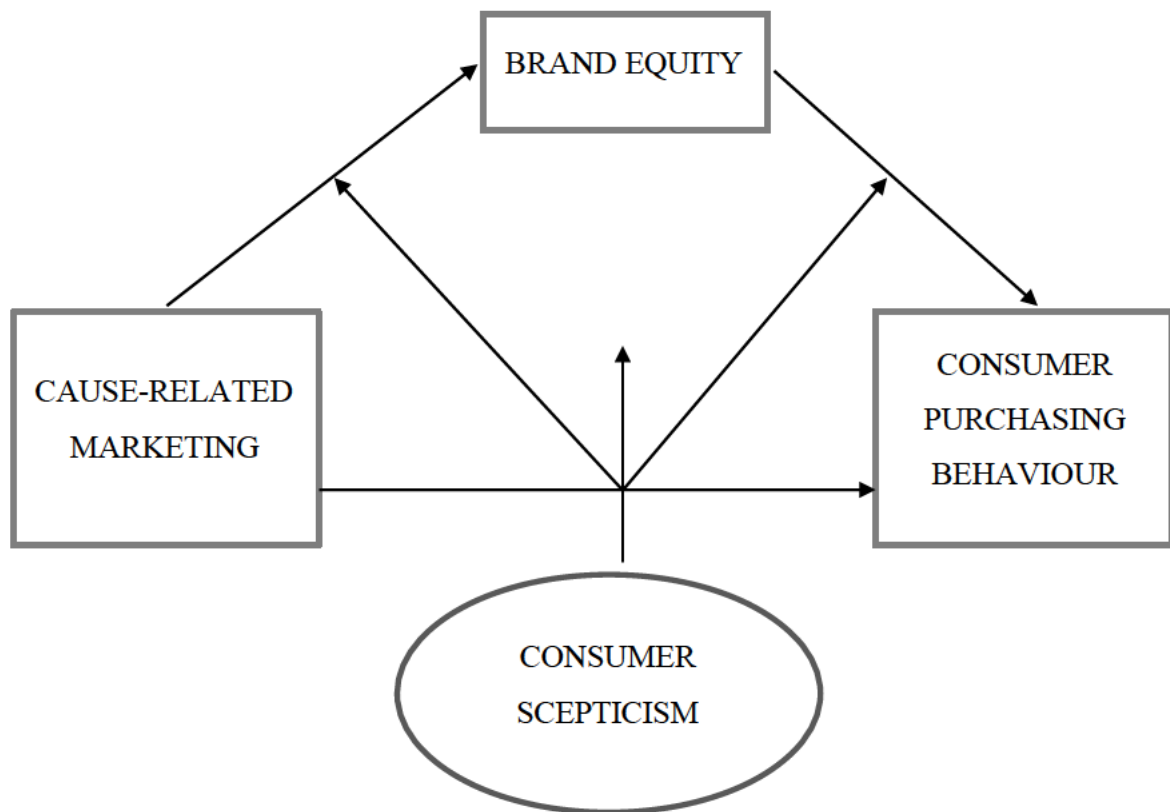 BRAND EQUITY
CAUSE-RELATED
MARKETING
CONSUMER
PURCHASING
BEHAVIOUR
CONSUMER
SCEPTICISM